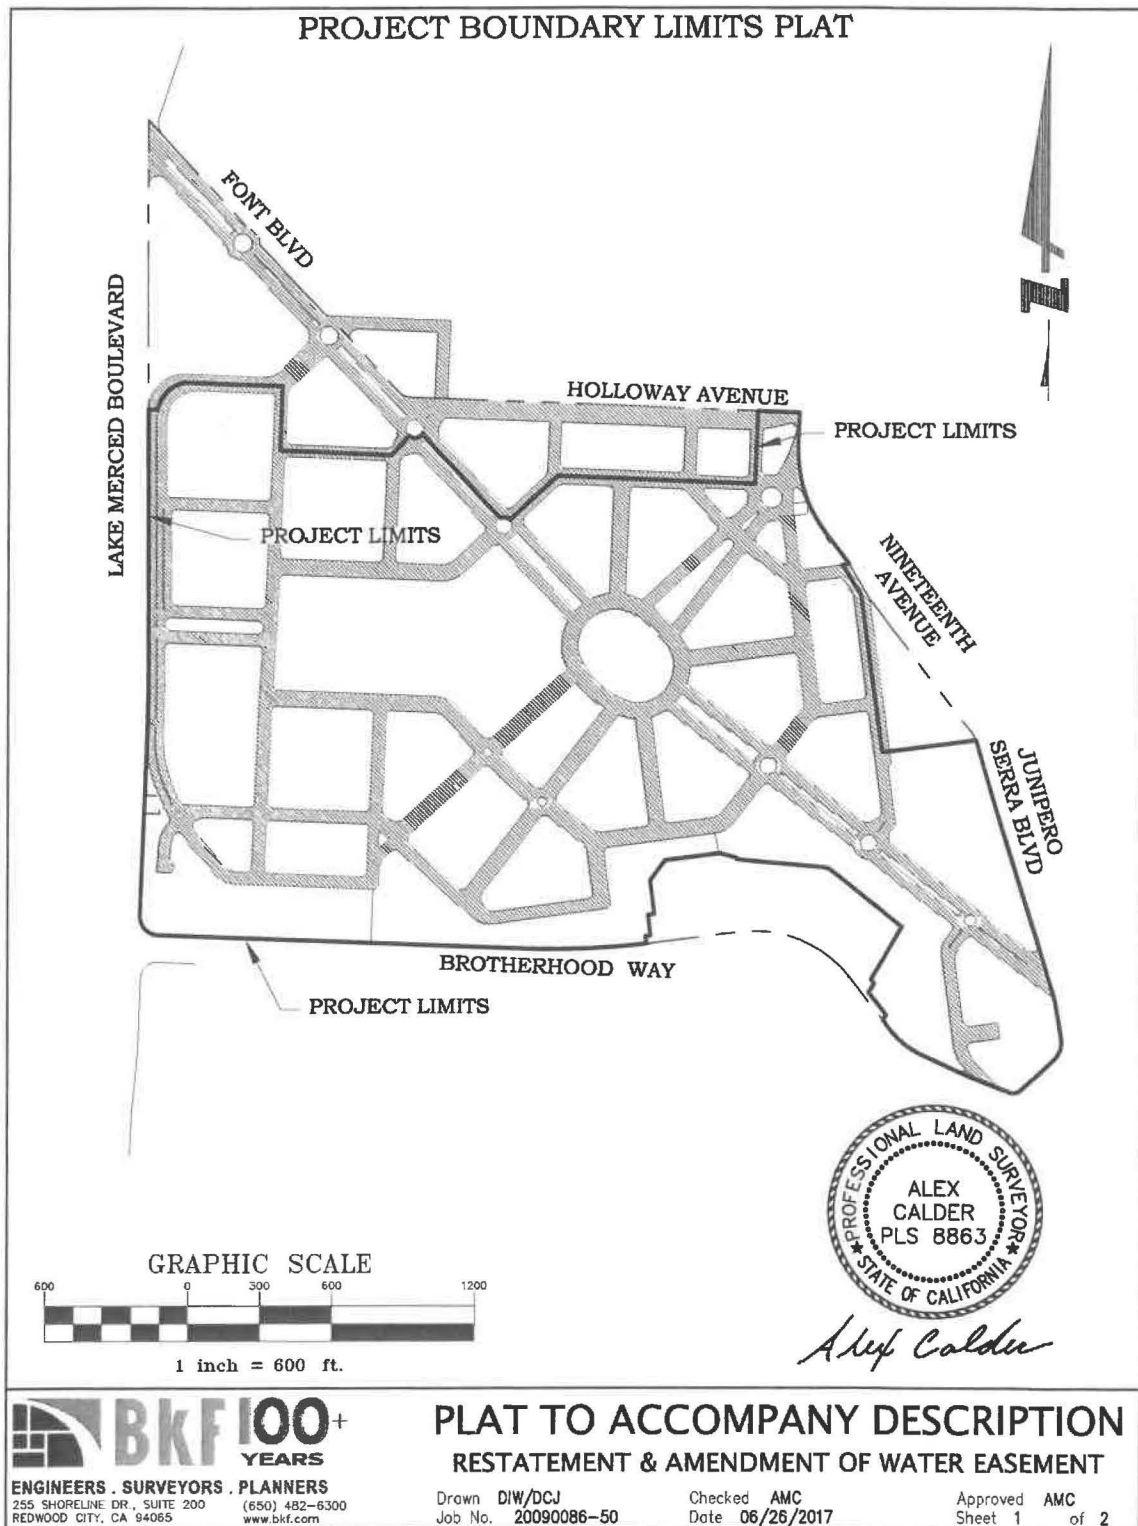 PROJECT BOUNDARY LIMITS PLAT
FONT BLVD
LAKE MERCED BOULEVARD
HOLLOWAY AVENUE
PROJECT LIMITS
PROJECT LIMITS
NINETEENTH
AVENUE
JUNIPERO
SERRA BLVD
BROTHERHOOD WAY
PROJECT LIMITS
N
PROFESSIONAL LAND SURVEYOR
ALEX
CALDER
PLS 8863
STATE OF CALIFORNIA
Alex Calder
GRAPHIC SCALE
600 0 300 600 1200
1 inch = 600 ft.
BKF 100+
YEARS
ENGINEERS . SURVEYORS . PLANNERS
255 SHORELINE DR., SUITE 200 (650) 482-6300
REDWOOD CITY, CA 94065 www.bkf.com
PLAT TO ACCOMPANY DESCRIPTION
RESTATEMENT & AMENDMENT OF WATER EASEMENT
Drawn DIW/DCJ Checked AMC Approved AMC
Job No. 20090086-50 Date 06/26/2017 Sheet 1 of 2